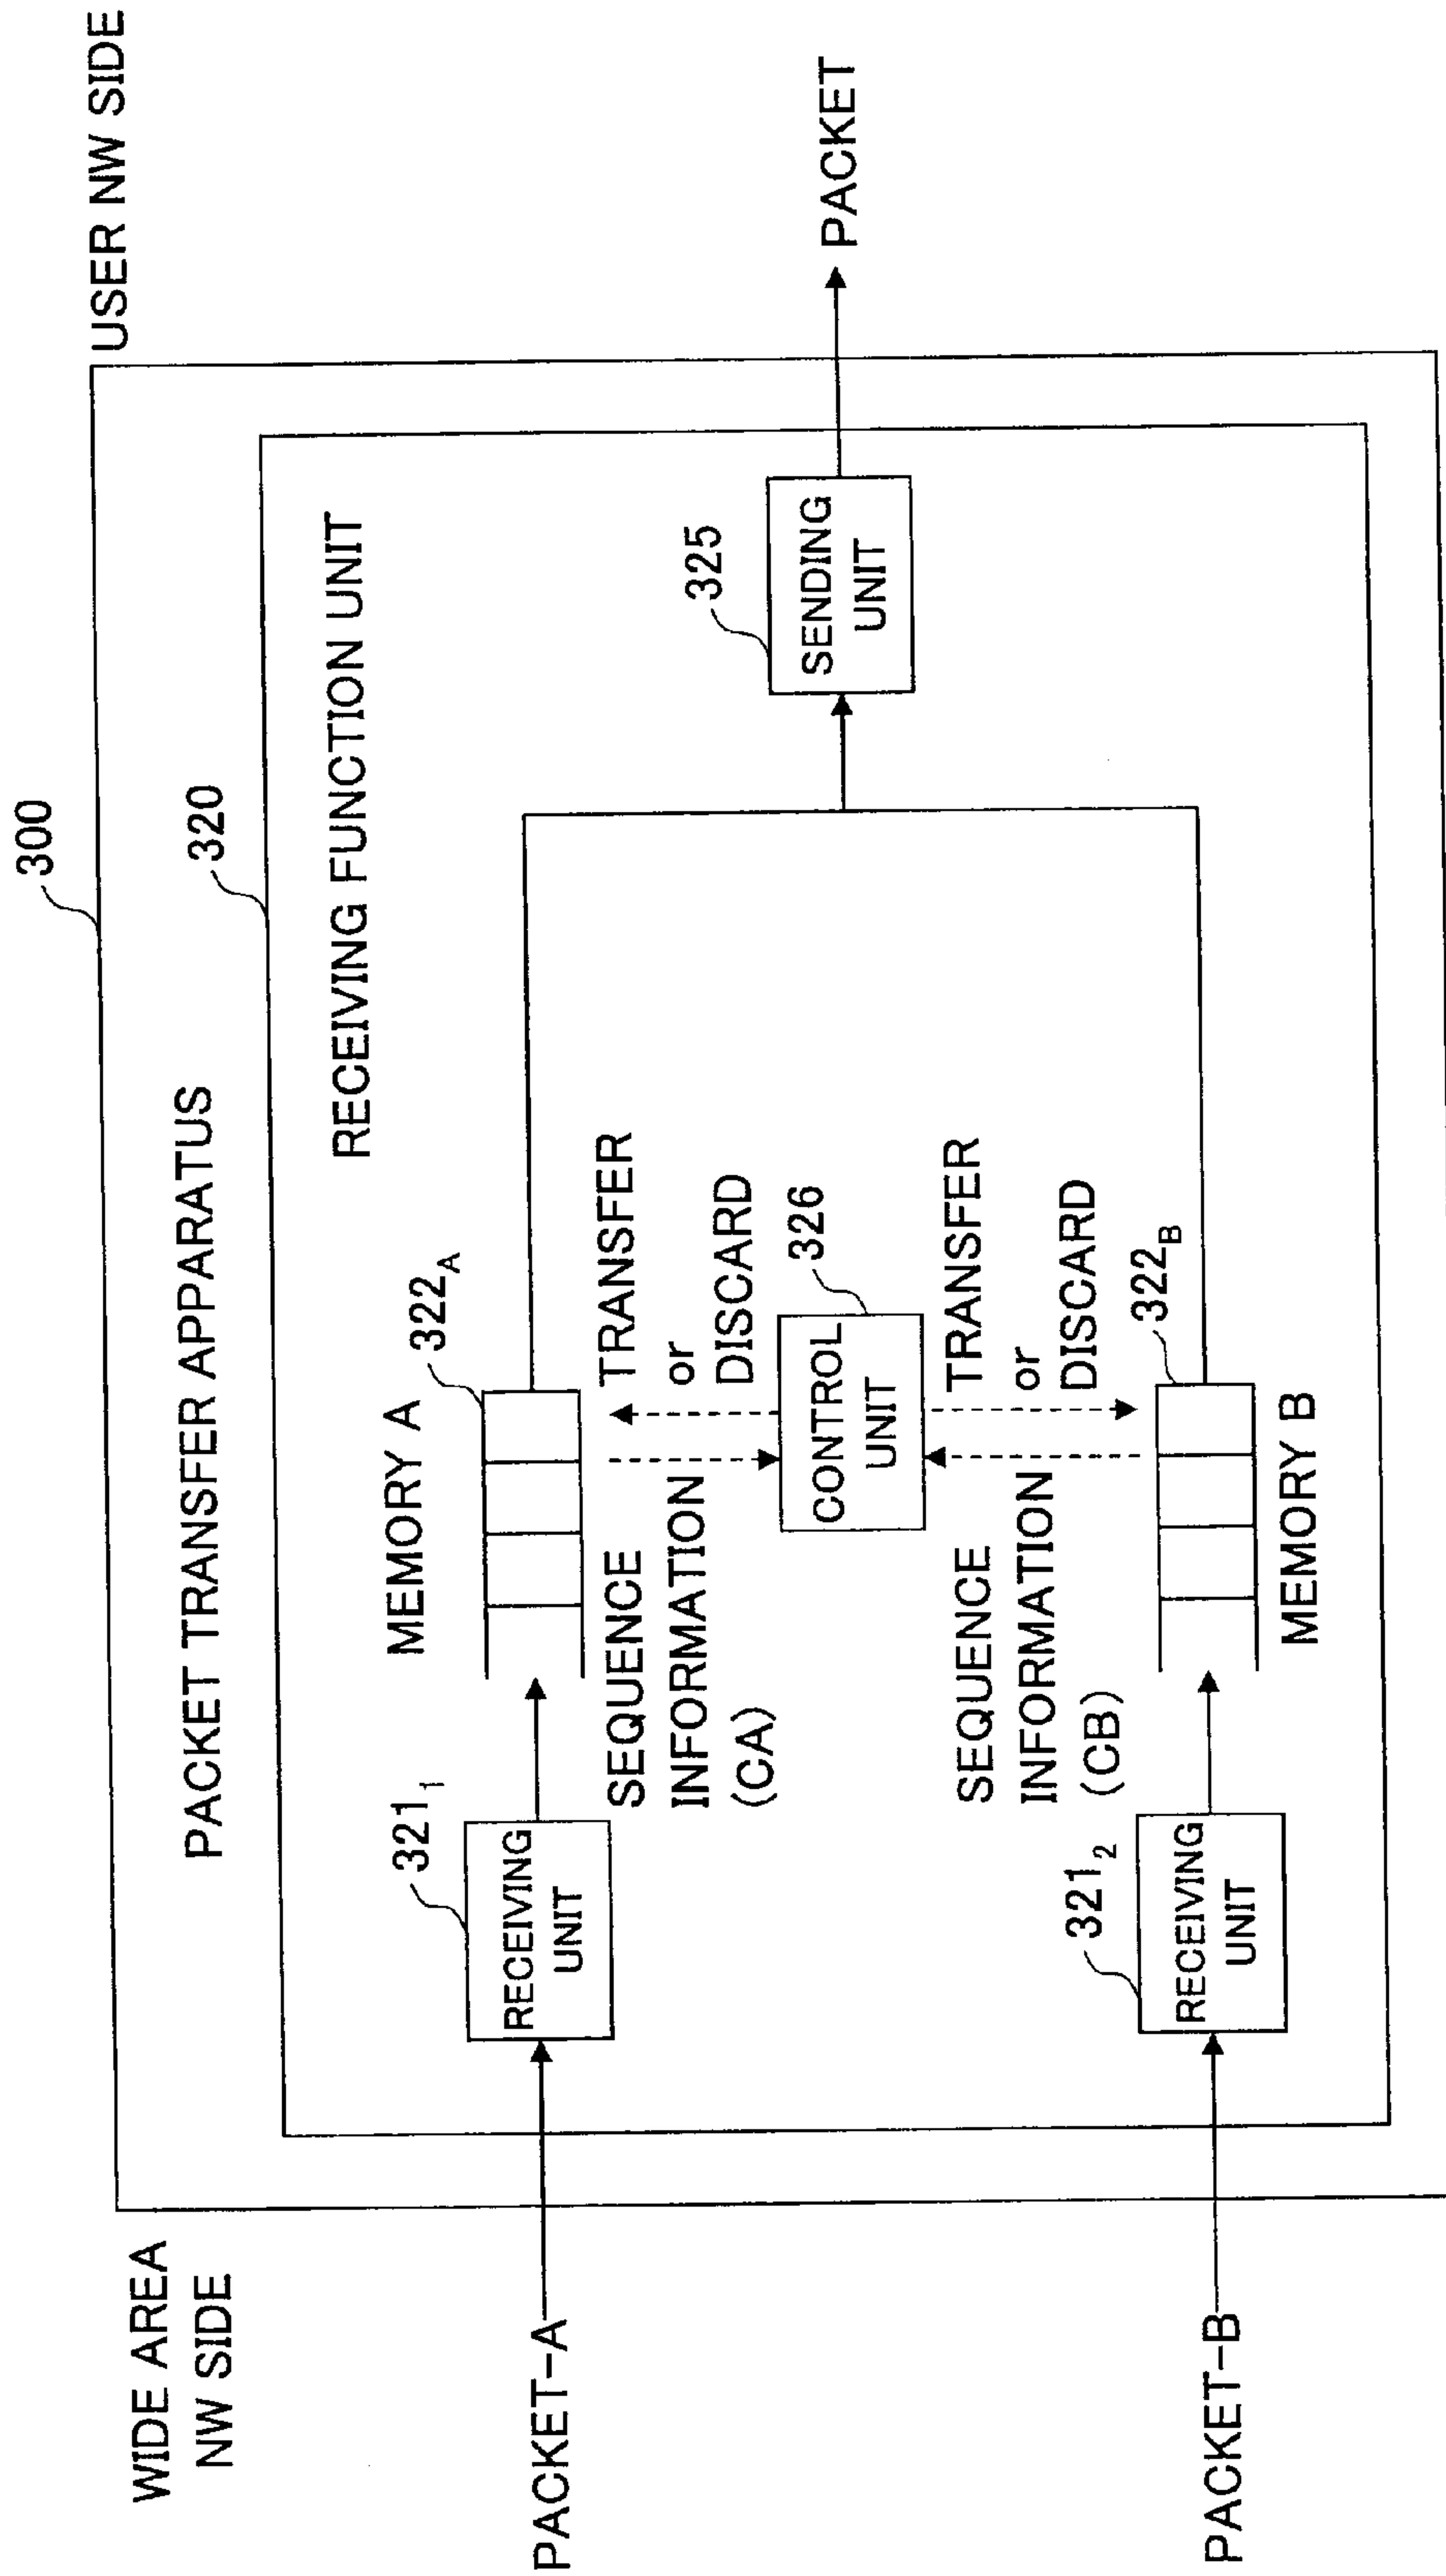 WIDE AREA
NW SIDE
USER NW SIDE
300
PACKET TRANSFER APPARATUS
320
RECEIVING FUNCTION UNIT
PACKET-A
321₁
RECEIVING
UNIT
MEMORY A
322A
SEQUENCE
INFORMATION
(CA)
TRANSFER
or
DISCARD
CONTROL
UNIT
326
SEQUENCE
INFORMATION
(CB)
TRANSFER
or
DISCARD
325
SENDING
UNIT
PACKET
PACKET-B
321₂
RECEIVING
UNIT
322B
MEMORY B